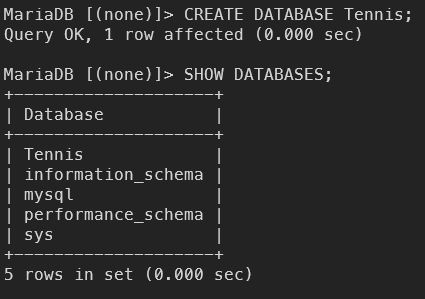 MariaDB [(none)]> CREATE DATABASE Tennis;
Query OK, 1 row affected (0.000 sec)
MariaDB [(none)]> SHOW DATABASES;
+--------------------+
| Database           |
+--------------------+
| Tennis             |
| information_schema |
| mysql              |
| performance_schema |
| sys                |
+--------------------+
5 rows in set (0.000 sec)